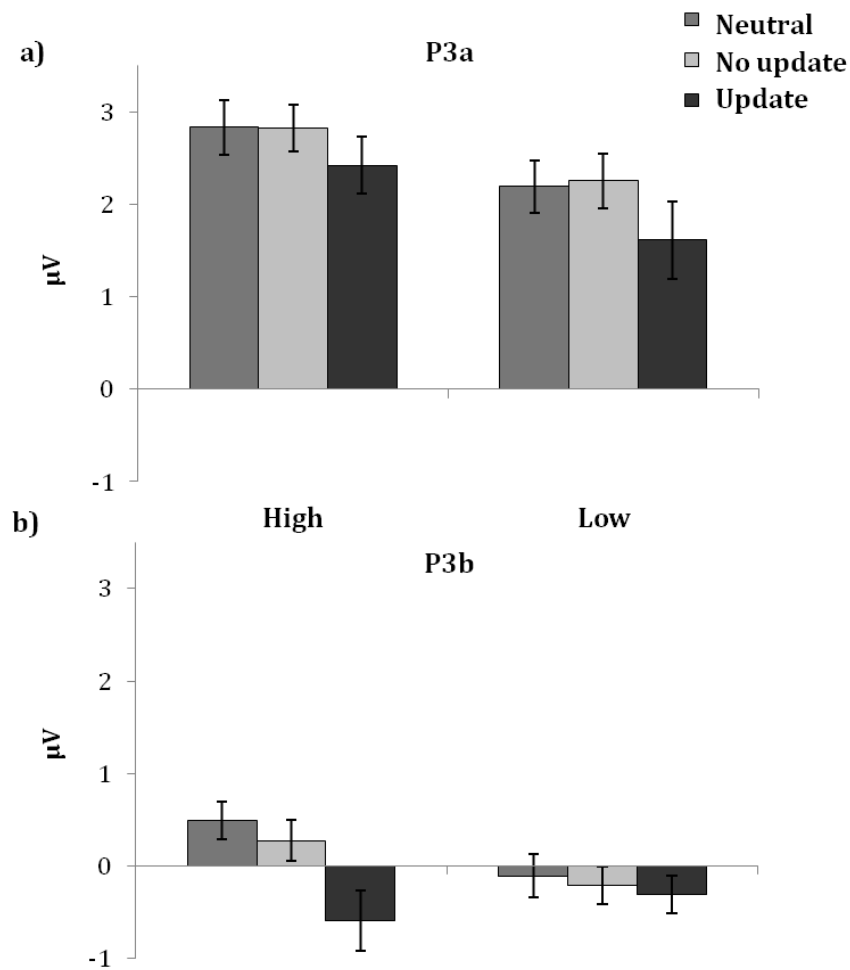 Neutral
a)
P3a
No update
Update
3
2
µV
1
0
-1
b)
High
Low
P3b
3
2
µV
1
0
-1